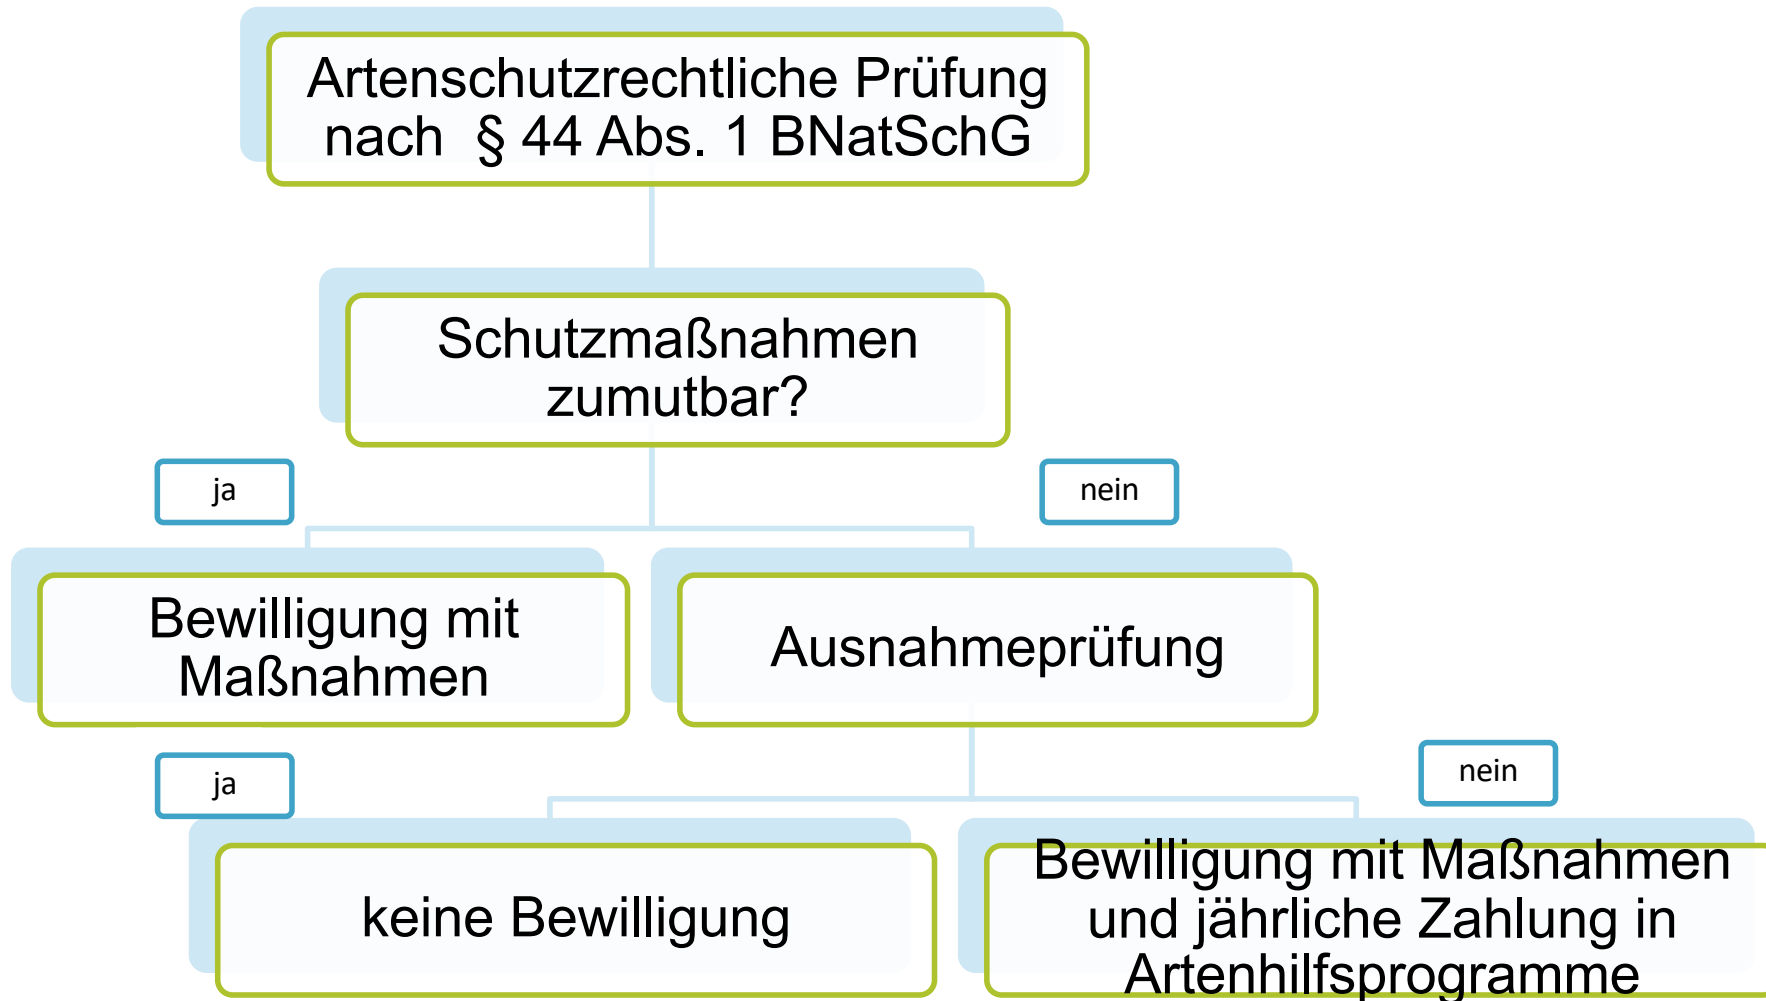 Artenschutzrechtliche Prüfung
nach § 44 Abs. 1 BNatSchG
Schutzmaßnahmen
zumutbar?
ja
nein
Bewilligung mit
Maßnahmen
Ausnahmeprüfung
ja
nein
keine Bewilligung
Bewilligung mit Maßnahmen
und jährliche Zahlung in
Artenhilfsprogramme